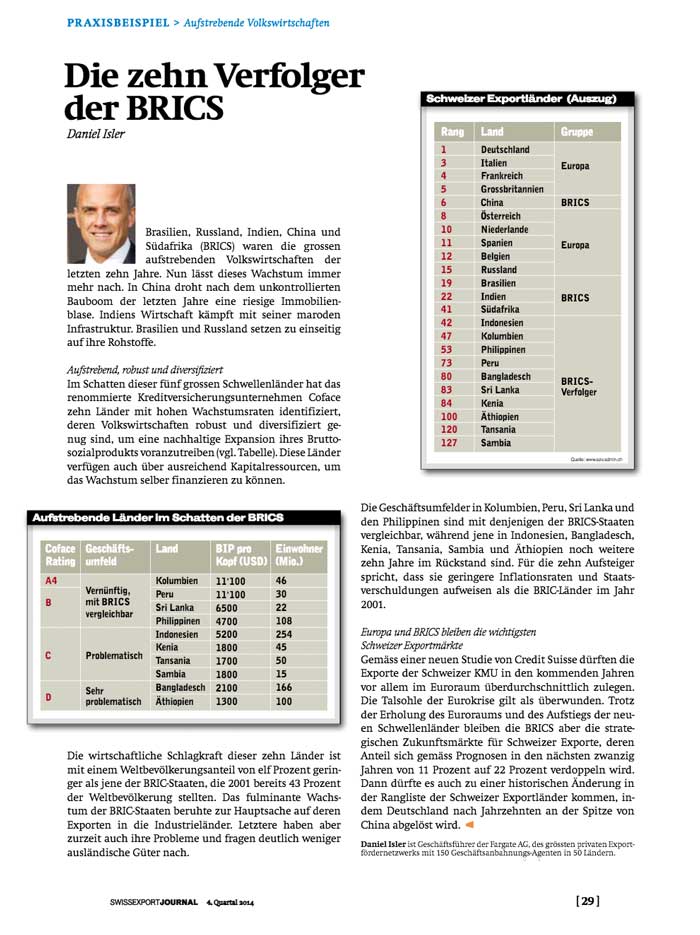 PRAXISBEISPIEL > Aufstrebende Volkswirtschaften
Die zehn Verfolger
der BRICS
Daniel Isler
Brasilien, Russland, Indien, China und
Südafrika (BRICS) waren die grossen
aufstrebenden Volkswirtschaften der
letzten zehn Jahre. Nun lässt dieses Wachstum immer
mehr nach. In China droht nach dem unkontrollierten
Bauboom der letzten Jahre eine riesige Immobilien-
blase. Indiens Wirtschaft kämpft mit seiner maroden
Infrastruktur. Brasilien und Russland setzen zu einseitig
auf ihre Rohstoffe.
Aufstrebend, robust und diversifiziert
Im Schatten dieser fünf grossen Schwellenländer hat das
renommierte Kreditversicherungsunternehmen Coface
zehn Länder mit hohen Wachstumsraten identifiziert,
deren Volkswirtschaften robust und diversifiziert ge-
nug sind, um eine nachhaltige Expansion ihres Brutto-
sozialprodukts voranzutreiben (vgl. Tabelle). Diese Länder
verfügen auch über ausreichend Kapitalressourcen, um
das Wachstum selber finanzieren zu können.
Aufstrebende Länder im Schatten der BRICS
Coface Geschäfts- Land BIP pro Einwohner
Rating umfeld Kopf (USD) (Mio.)
A4 Kolumbien 11'100 46
B Vernünftig, mit BRICS vergleichbar Peru 11'100 30
Sri Lanka 6500 22
Philippinen 4700 108
C Problematisch Indonesien 5200 254
Kenia 1800 45
Tansania 1700 50
Sambia 1800 15
D Sehr problematisch Bangladesch 2100 166
Äthiopien 1300 100
Die wirtschaftliche Schlagkraft dieser zehn Länder ist
mit einem Weltbevölkerungsanteil von elf Prozent gerin-
ger als jene der BRIC-Staaten, die 2001 bereits 43 Prozent
der Weltbevölkerung stellten. Das fulminante Wachs-
tum der BRIC-Staaten beruhte zur Hauptsache auf deren
Exporten in die Industrieländer. Letztere haben aber
zurzeit auch ihre Probleme und fragen deutlich weniger
ausländische Güter nach.
Schweizer Exportländer (Auszug)
Rang Land Gruppe
1 Deutschland
3 Italien Europa
4 Frankreich
5 Grossbritannien
6 China BRICS
8 Österreich
10 Niederlande
11 Spanien Europa
12 Belgien
15 Russland
19 Brasilien
22 Indien BRICS
41 Südafrika
42 Indonesien
47 Kolumbien
53 Philippinen
73 Peru
80 Bangladesch BRICS-
83 Sri Lanka Verfolger
84 Kenia
100 Äthiopien
120 Tansania
127 Sambia
Die Geschäftsumfelder in Kolumbien, Peru, Sri Lanka und
den Philippinen sind mit denjenigen der BRICS-Staaten
vergleichbar, während jene in Indonesien, Bangladesch,
Kenia, Tansania, Sambia und Äthiopien noch weitere
zehn Jahre im Rückstand sind. Für die zehn Aufsteiger
spricht, dass sie geringere Inflationsraten und Staats-
verschuldungen aufweisen als die BRIC-Länder im Jahr
2001.
Europa und BRICS bleiben die wichtigsten
Schweizer Exportmärkte
Gemäss einer neuen Studie von Credit Suisse dürften die
Exporte der Schweizer KMU in den kommenden Jahren
vor allem im Euroraum überdurchschnittlich zulegen.
Die Talsohle der Eurokrise gilt als überwunden. Trotz
der Erholung des Euroraums und des Aufstiegs der neu-
en Schwellenländer bleiben die BRICS aber die strate-
gischen Zukunftsmärkte für Schweizer Exporte, deren
Anteil sich gemäss Prognosen in den nächsten zwanzig
Jahren von 11 Prozent auf 22 Prozent verdoppeln wird.
Dann dürfte es auch zu einer historischen Änderung in
der Rangliste der Schweizer Exportländer kommen, in-
dem Deutschland nach Jahrzehnten an der Spitze von
China abgelöst wird.
Daniel Isler ist Geschäftsführer der Fargate AG, des grössten privaten Export-
fördernetzwerks mit 150 Geschäftsanbahnungs-Agenten in 50 Ländern.
SWISSEXPORTJOURNAL 4. Quartal 2014
[ 29 ]